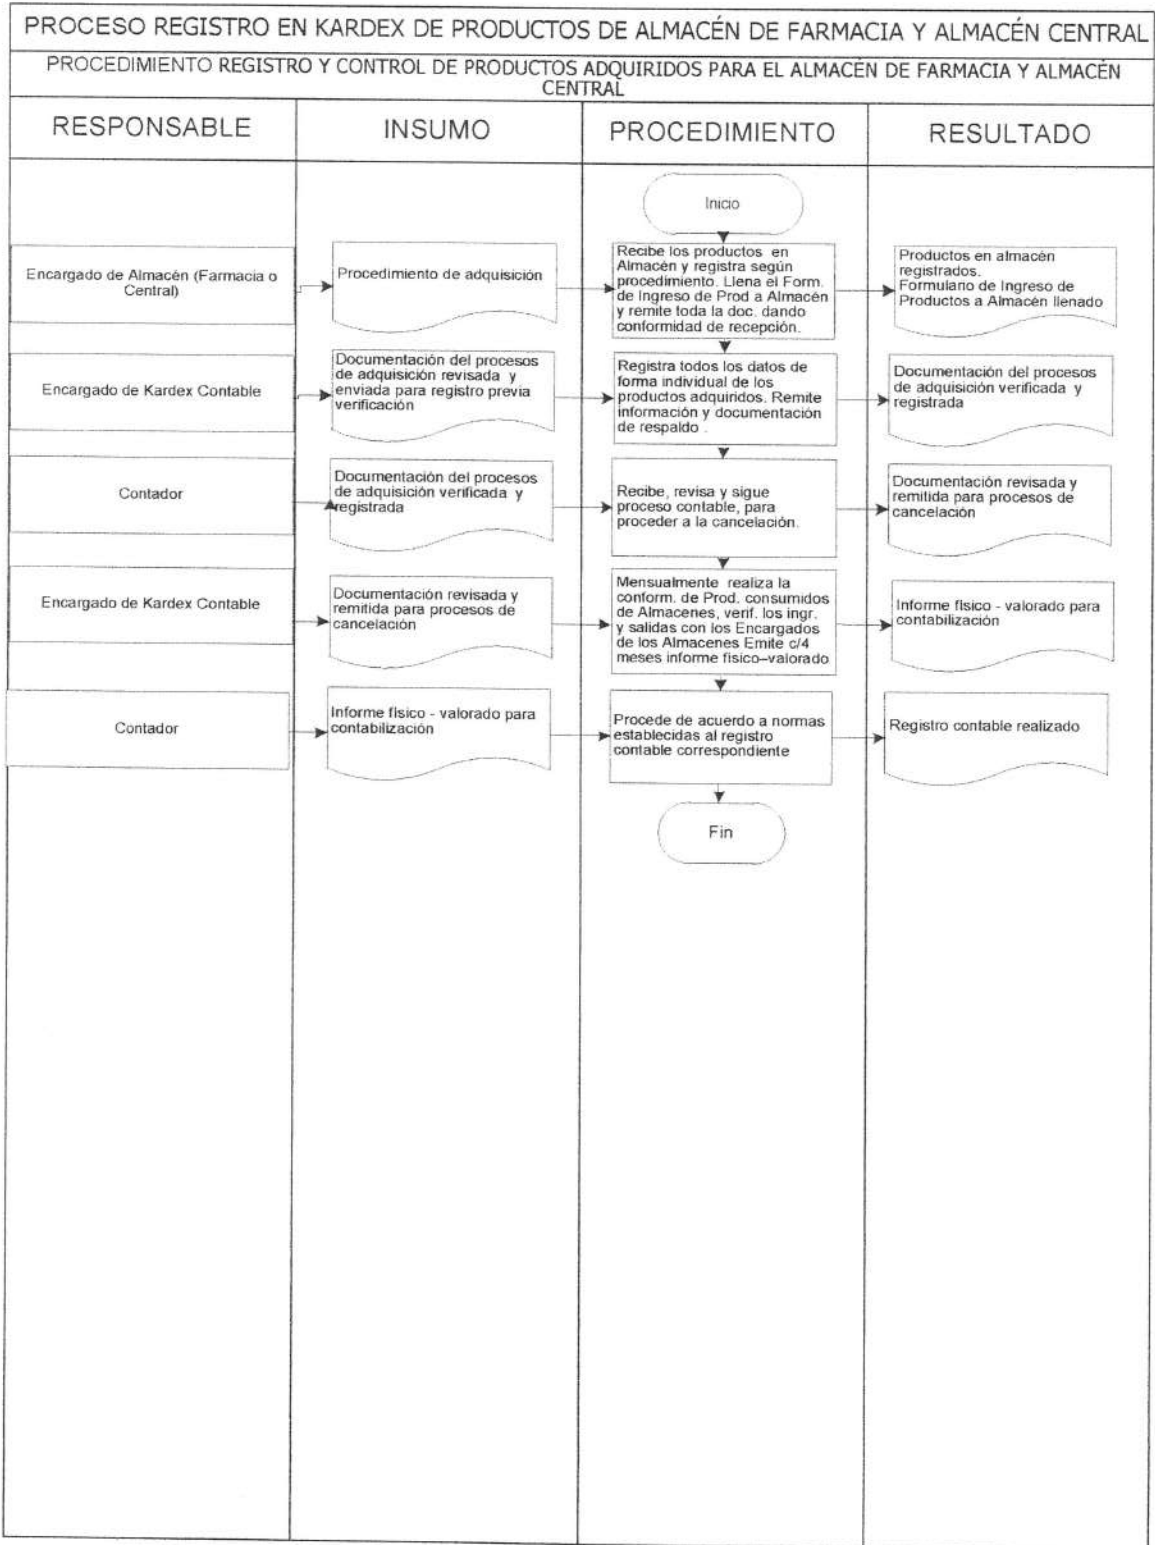 PROCESO REGISTRO EN KARDEX DE PRODUCTOS DE ALMACÉN DE FARMACIA Y ALMACÉN CENTRAL
PROCEDIMIENTO REGISTRO Y CONTROL DE PRODUCTOS ADQUIRIDOS PARA EL ALMACÉN DE FARMACIA Y ALMACÉN
CENTRAL
RESPONSABLE
INSUMO
PROCEDIMIENTO
RESULTADO
Inicio
Encargado de Almacén (Farmacia o
Central)
Procedimiento de adquisición
Recibe los productos en
Almacén y registra según
procedimiento. Llena el Form.
de Ingreso de Prod a Almacén
y remite toda la doc. dando
conformidad de recepción.
Productos en almacén
registrados.
Formulario de Ingreso de
Productos a Almacén llenado
Encargado de Kardex Contable
Documentación del procesos
de adquisición revisada y
enviada para registro previa
verificación
Registra todos los datos de
forma individual de los
productos adquiridos. Remite
información y documentación
de respaldo .
Documentación del procesos
de adquisición verificada y
registrada
Contador
Documentación del procesos
de adquisición verificada y
registrada
Recibe, revisa y sigue
proceso contable, para
proceder a la cancelación.
Documentación revisada y
remitida para procesos de
cancelación
Encargado de Kardex Contable
Documentación revisada y
remitida para procesos de
cancelación
Mensualmente realiza la
conform. de Prod. consumidos
de Almacenes, verif. los ingr.
y salidas con los Encargados
de los Almacenes Emite c/4
meses informe fisico–valorado
Informe físico - valorado para
contabilización
Contador
Informe físico - valorado para
contabilización
Procede de acuerdo a normas
establecidas al registro
contable correspondiente
Registro contable realizado
Fin